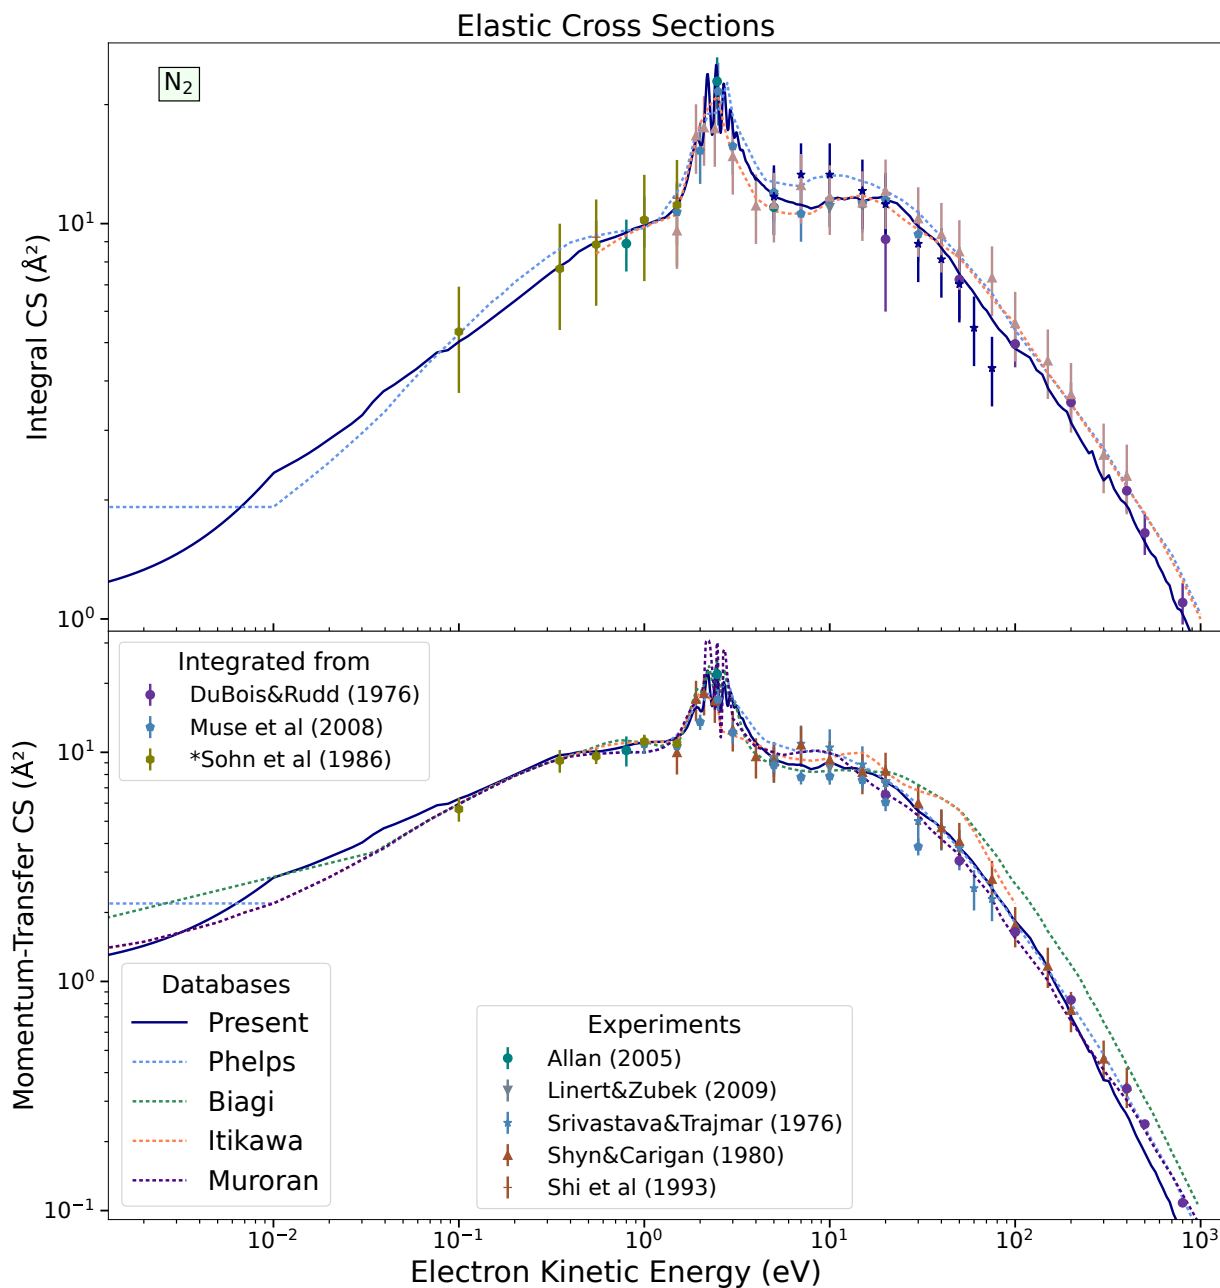 Elastic Cross Sections
N₂
Integral CS (Å²)
10¹
10⁰
Integrated from
DuBois&Rudd (1976)
Muse et al (2008)
*Sohn et al (1986)
Momentum-Transfer CS (Å²)
10¹
10⁰
10⁻¹
Databases
Present
Phelps
Biagi
Itikawa
Muroran
Experiments
Allan (2005)
Linert&Zubek (2009)
Srivastava&Trajmar (1976)
Shyn&Carigan (1980)
Shi et al (1993)
10⁻² 10⁻¹ 10⁰ 10¹ 10² 10³
Electron Kinetic Energy (eV)